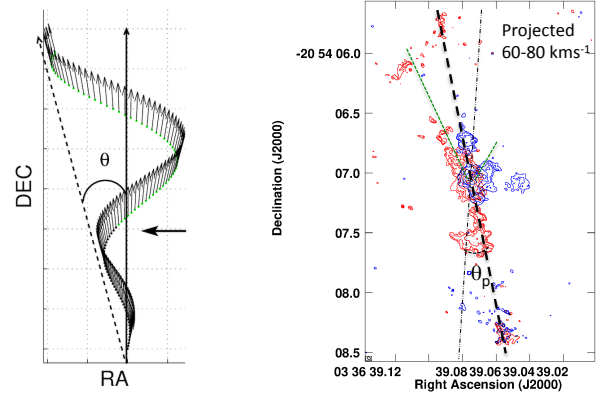 θ
DEC
RA
Projected
60-80 kms-1
-20 54 06.0
06.5
07.0
07.5
08.0
08.5
Declination (J2000)
θp
03 36 39.12 39.08 39.06 39.04 39.02
Right Ascension (J2000)